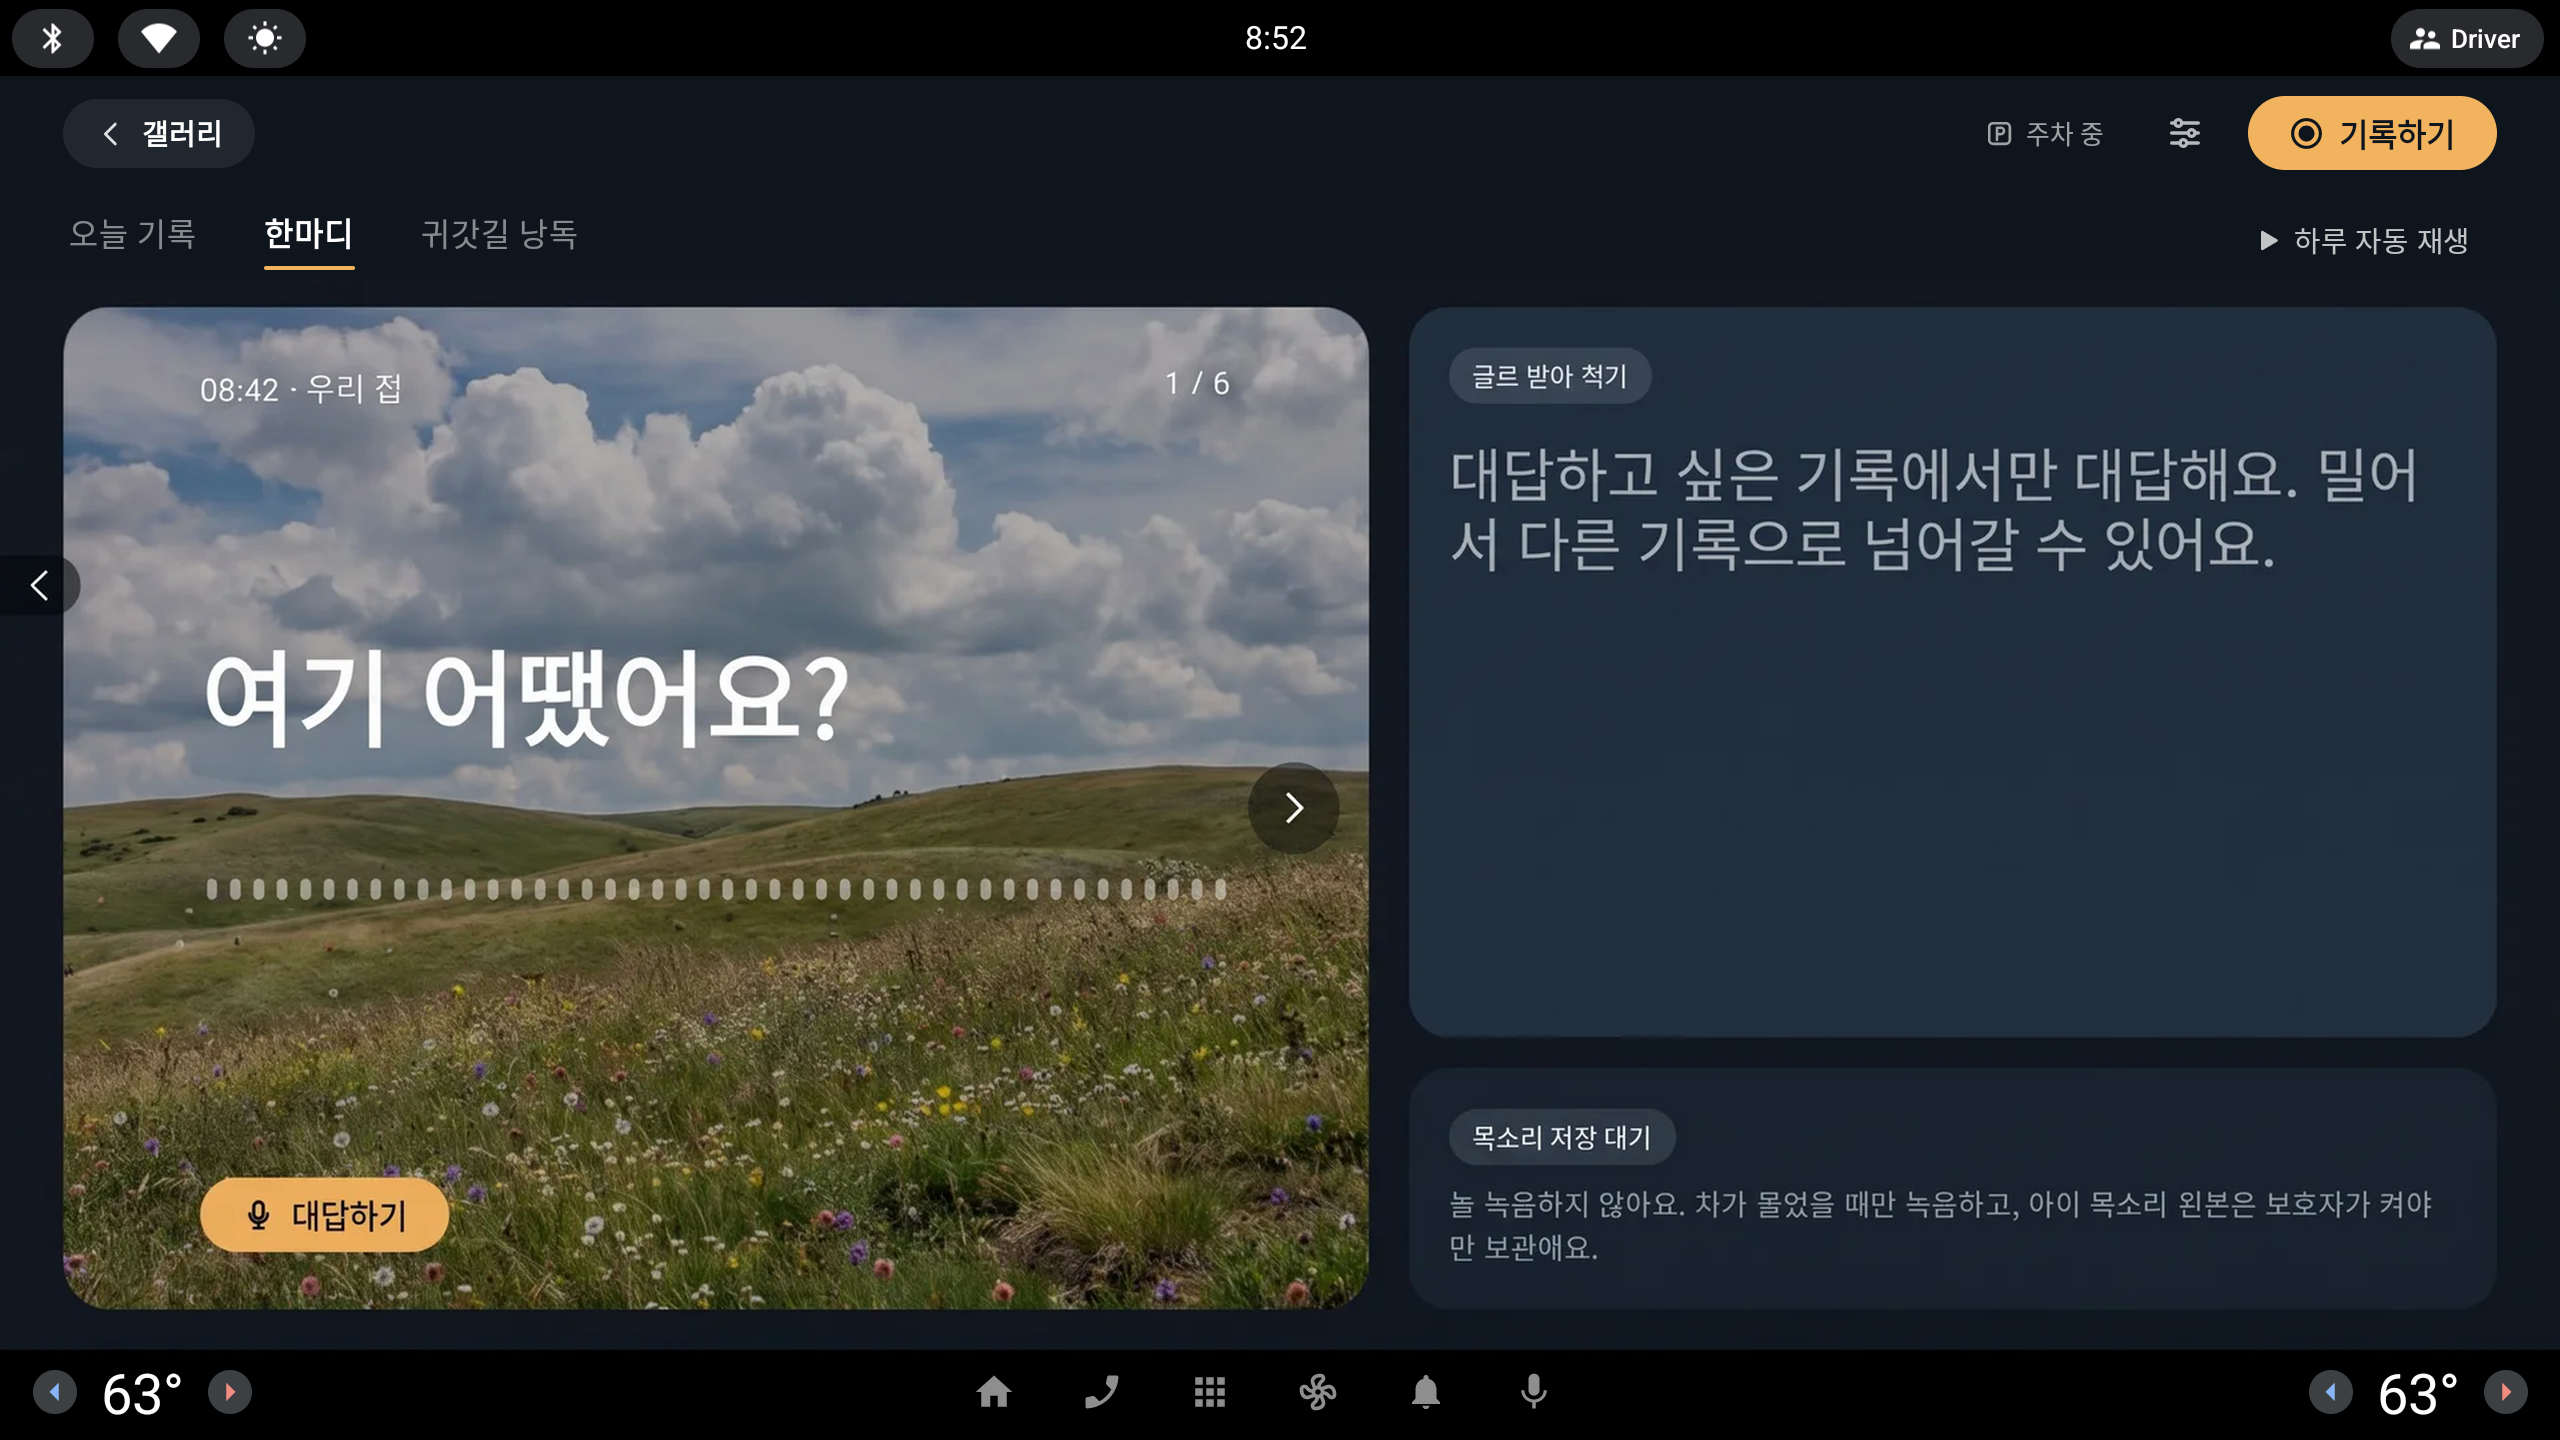 8:52
Driver
갤러리
주차 중
기록하기
오늘 기록
한마디
귀갓길 낭독
하루 자동 재생
08:42 · 우리 접
1 / 6
여기 어땠어요?
대답하기
글르 받아 척기
대답하고 싶은 기록에서만 대답해요. 밀어
서 다른 기록으로 넘어갈 수 있어요.
목소리 저장 대기
놀 녹음하지 않아요. 차가 물었을 때만 녹음하고, 아이 목소리 왼본은 보호자가 켜야
만 보관애요.
63°
63°